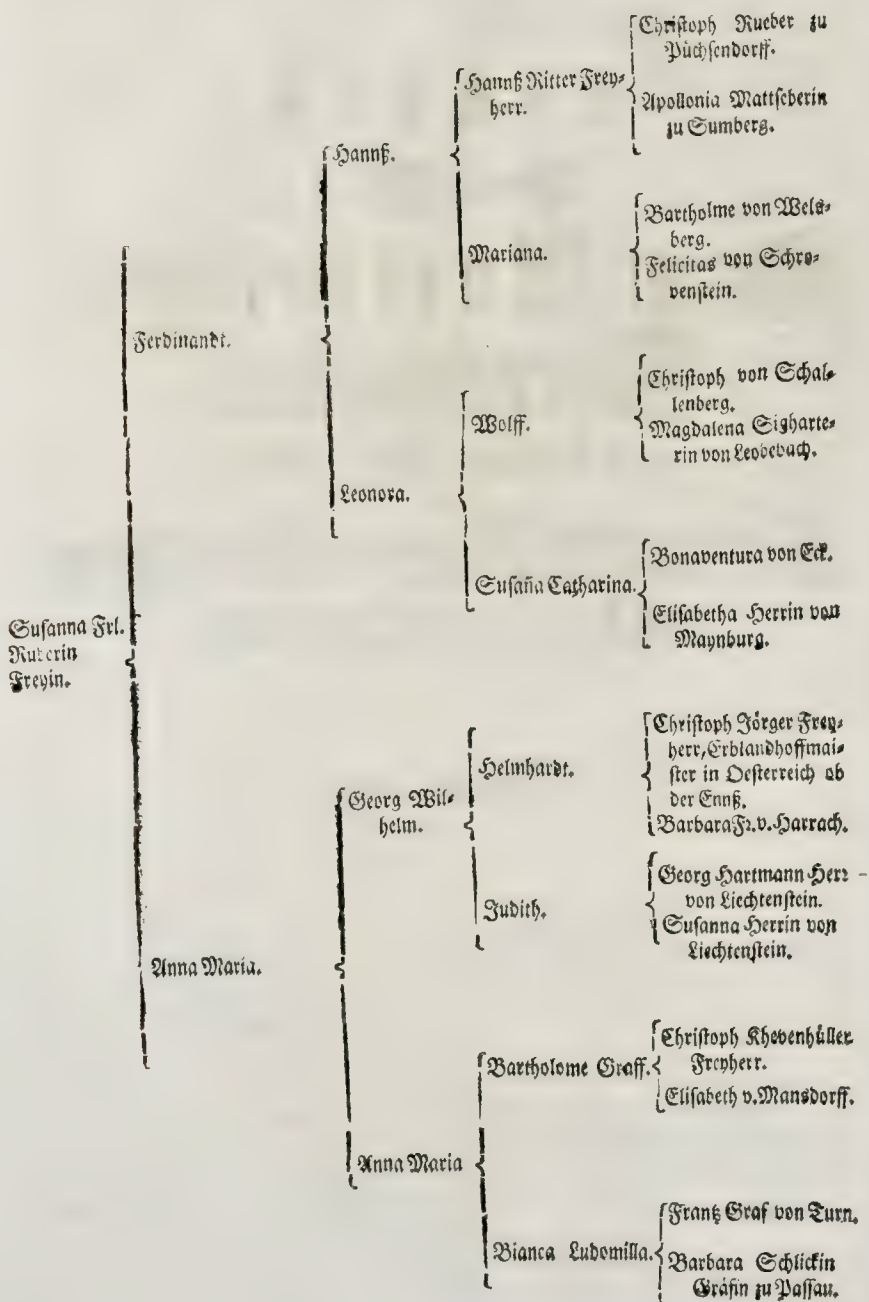 Christoph Rueber zu
Püchsendorff.
Hannß Ritter Frey⸗
herr.
Apollonia Mattseberin
zu Sumberg.
Hannß.
Bartholme von Wels⸗
berg.
Mariana.
Felicitas von Schro⸗
venstein.
Ferdinandt.
Christoph von Schal⸗
lenberg.
Wolff.
Magdalena Sigharte⸗
rin von Leobebach.
Leonora.
Bonaventura von Eck.
Susaña Catharina.
Elisabetha Herrin von
Maynburg.
Susanna Frl.
Ruberin
Freyin.
Christoph Jörger Frey⸗
herr, Erblandhoffmai⸗
ster in Oesterreich ob
der Ennß.
Helmhardt.
Barbara Fr. v. Harrach.
Georg Wil⸗
helm.
Georg Hartmann Herr
von Liechtenstein.
Judith.
Susanna Herrin von
Liechtenstein.
Anna Maria.
Christoph Khevenhüller
Freyherr.
Bartholome Graff.
Elisabeth v. Mansdorff.
Anna Maria
Frantz Graf von Turn.
Bianca Ludomilla.
Barbara Schlickin
Gräfin zu Passau.